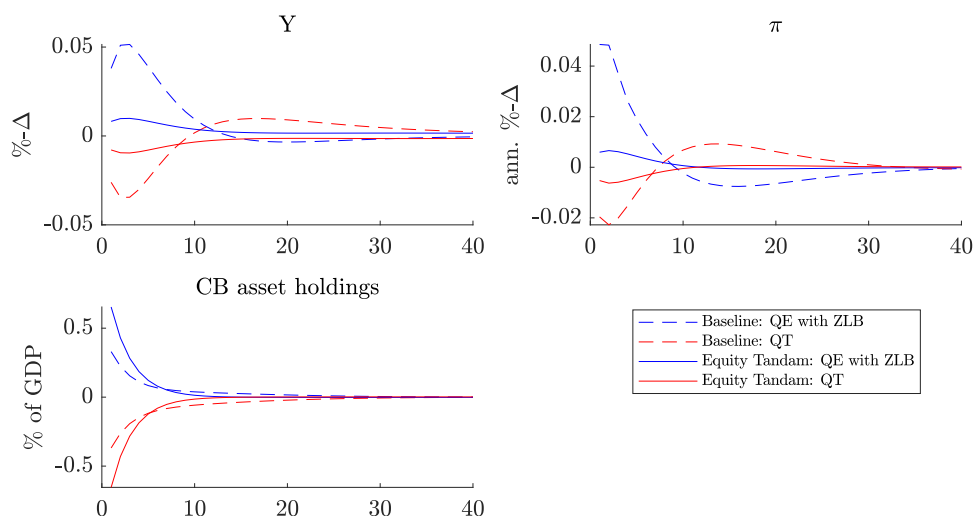 Y
%-Δ
0.05
0
-0.05
0 10 20 30 40
π
ann. %-Δ
0.04
0.02
0
-0.02
0 10 20 30 40
CB asset holdings
% of GDP
0.5
0
-0.5
0 10 20 30 40
Baseline: QE with ZLB
Baseline: QT
Equity Tandam: QE with ZLB
Equity Tandam: QT